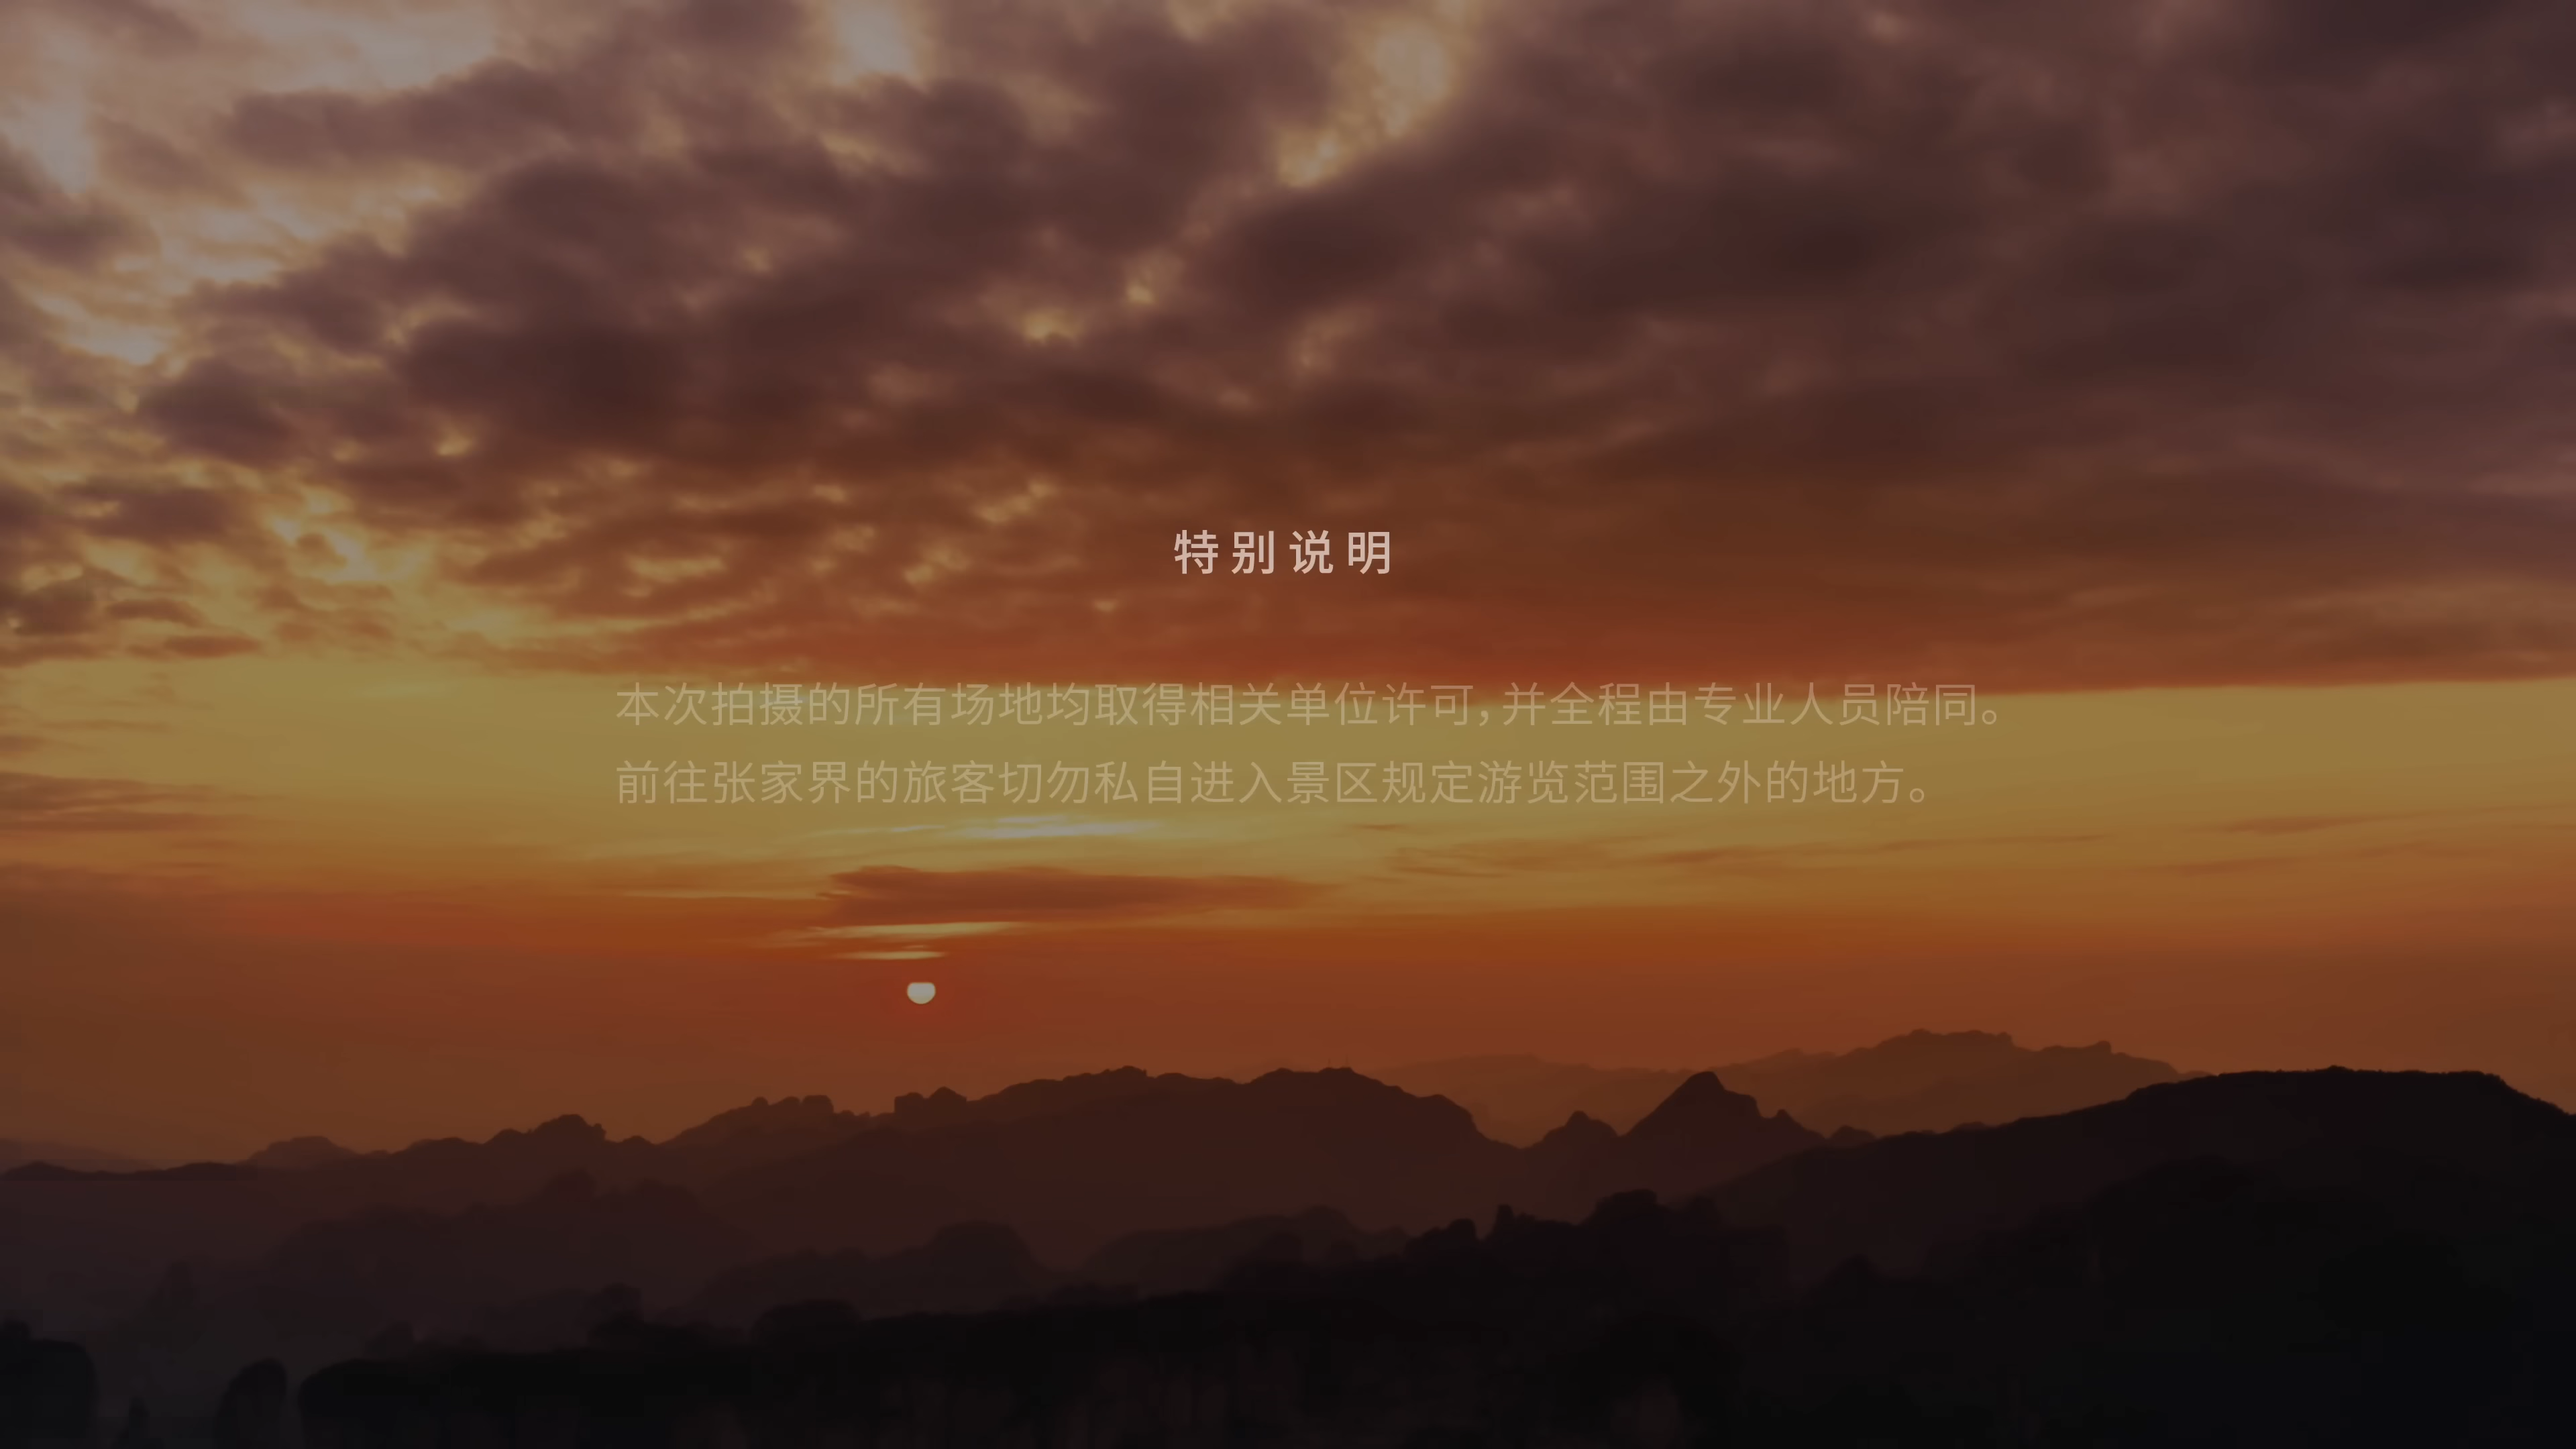 特别说明
本次拍摄的所有场地均取得相关单位许可，并全程由专业人员陪同。
前往张家界的旅客切勿私自进入景区规定游览范围之外的地方。